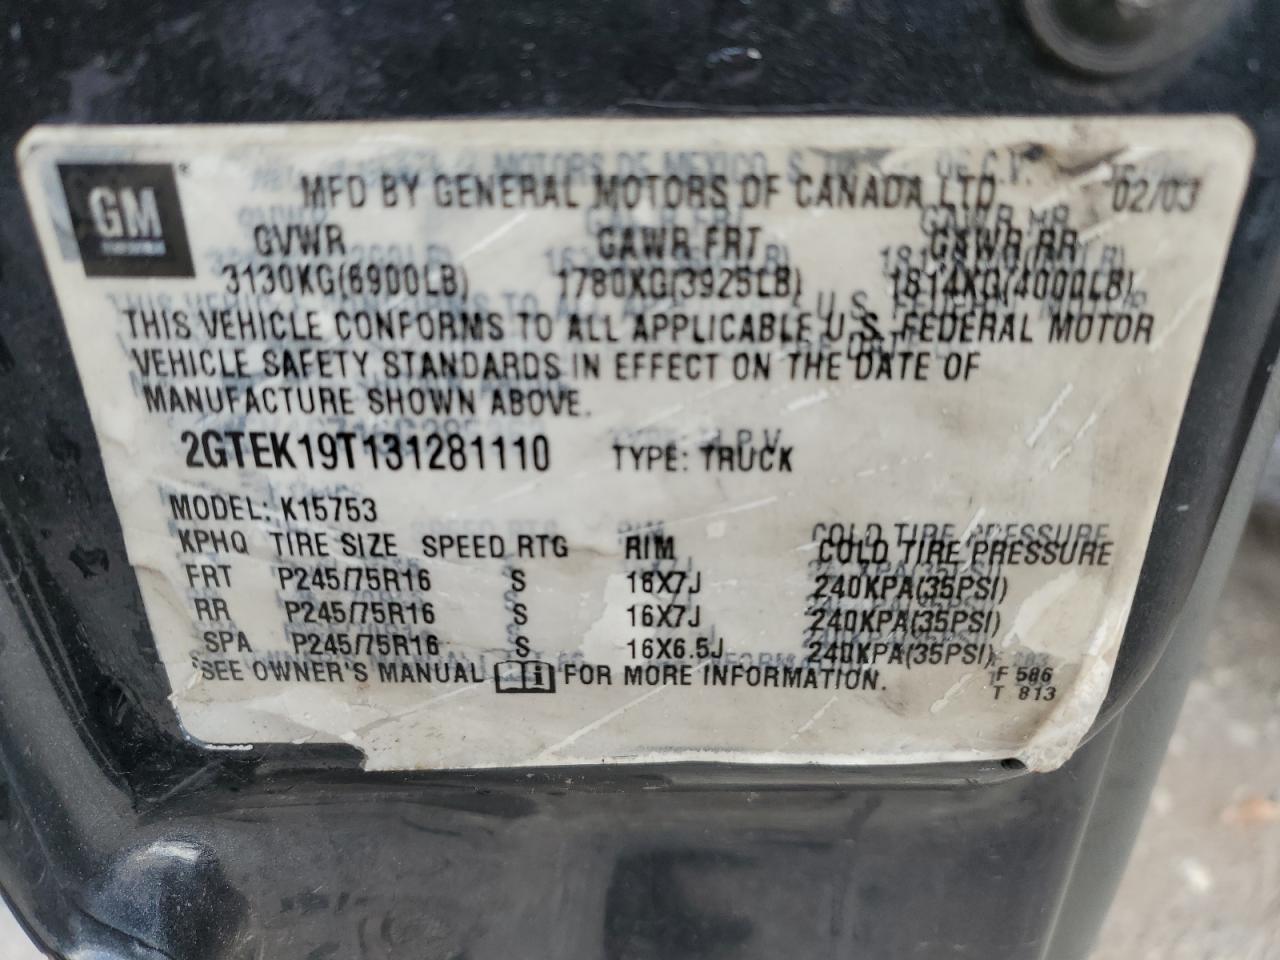 GM
MFD BY GENERAL MOTORS OF CANADA LTD 02/03
GVWR GAWR FRT GAWR RR
3130KG(6900LB) 1780KG(3925LB) 1814KG(4000LB)
THIS VEHICLE CONFORMS TO ALL APPLICABLE U.S. FEDERAL MOTOR
VEHICLE SAFETY STANDARDS IN EFFECT ON THE DATE OF
MANUFACTURE SHOWN ABOVE.
2GTEK19T131281110 TYPE: TRUCK
MODEL: K15753
KPHQ TIRE SIZE SPEED RTG RIM COLD TIRE PRESSURE
FRT P245/75R16 S 16X7J 240KPA(35PSI)
RR P245/75R16 S 16X7J 240KPA(35PSI)
SPA P245/75R16 S 16X6.5J 240KPA(35PSI)
SEE OWNER'S MANUAL i FOR MORE INFORMATION.
F 586
T 813